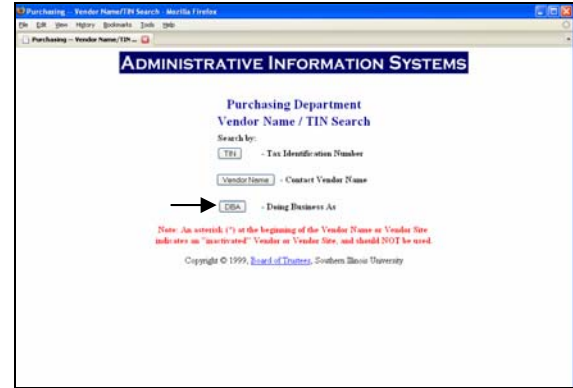 Purchasing -- Vendor Name/TIN Search - Mozilla Firefox
File Edit View History Bookmarks Tools Help
Purchasing -- Vendor Name/TIN ...
ADMINISTRATIVE INFORMATION SYSTEMS
Purchasing Department
Vendor Name / TIN Search
Search by:
TIN - Tax Identification Number
Vendor Name - Contact Vendor Name
DBA - Doing Business As
Note: An asterisk (*) at the beginning of the Vendor Name or Vendor Site
indicates an "inactivated" Vendor or Vendor Site, and should NOT be used.
Copyright © 1999, Board of Trustees, Southern Illinois University